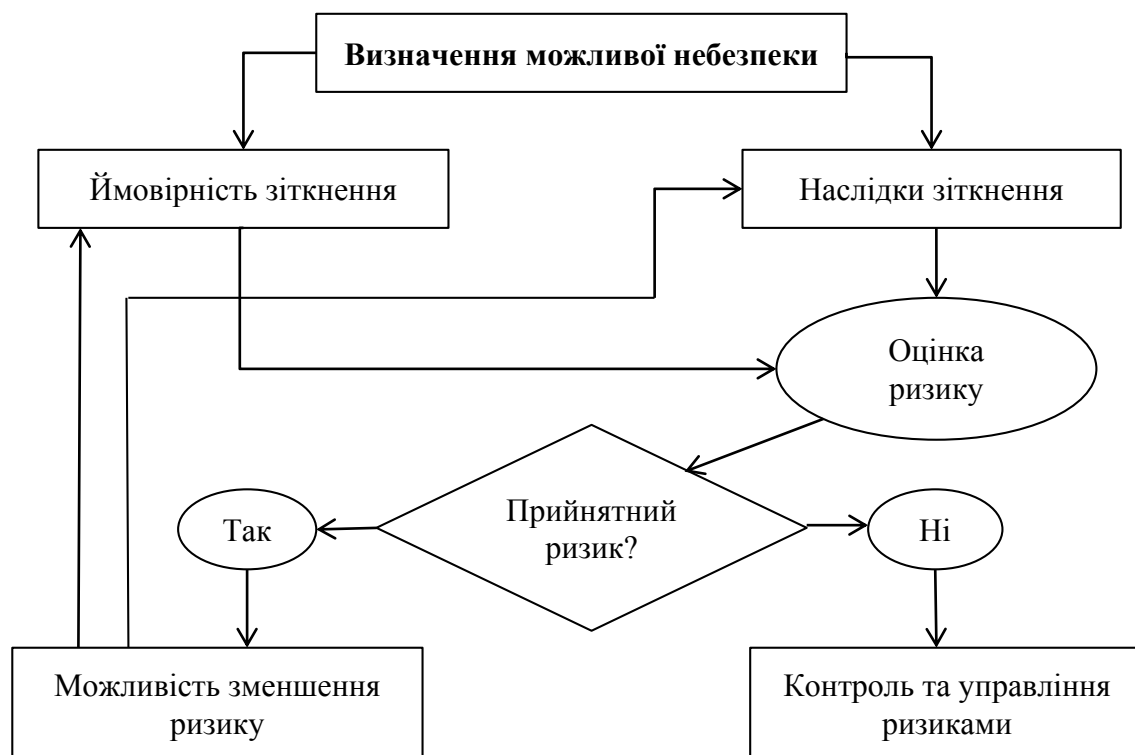 Визначення можливої небезпеки
Ймовірність зіткнення
Наслідки зіткнення
Оцінка
ризику
Прийнятний
ризик?
Так
Ні
Можливість зменшення
ризику
Контроль та управління
ризиками